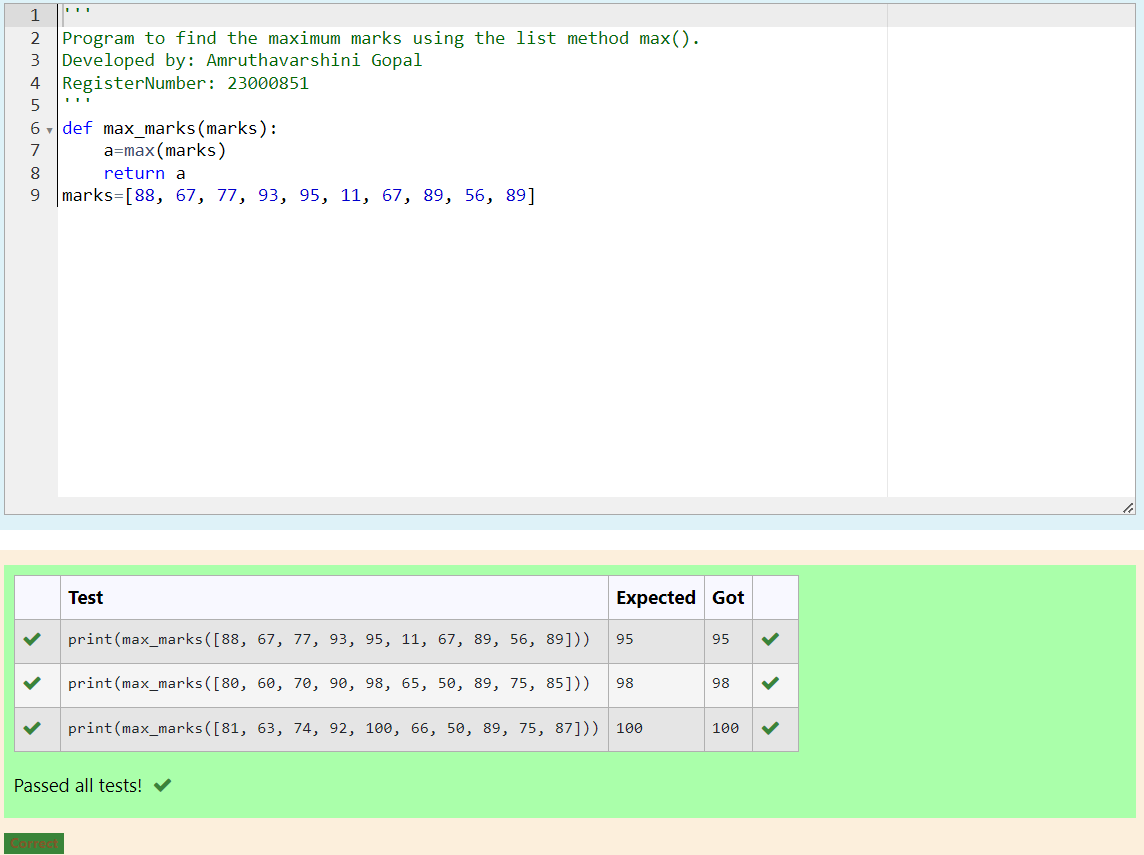 1 '''
2 Program to find the maximum marks using the list method max().
3 Developed by: Amruthavarshini Gopal
4 RegisterNumber: 23000851
5 '''
6 def max_marks(marks):
7     a=max(marks)
8     return a
9 marks=[88, 67, 77, 93, 95, 11, 67, 89, 56, 89]
Test Expected Got
print(max_marks([88, 67, 77, 93, 95, 11, 67, 89, 56, 89])) 95 95
print(max_marks([80, 60, 70, 90, 98, 65, 50, 89, 75, 85])) 98 98
print(max_marks([81, 63, 74, 92, 100, 66, 50, 89, 75, 87])) 100 100
Passed all tests!
Correct